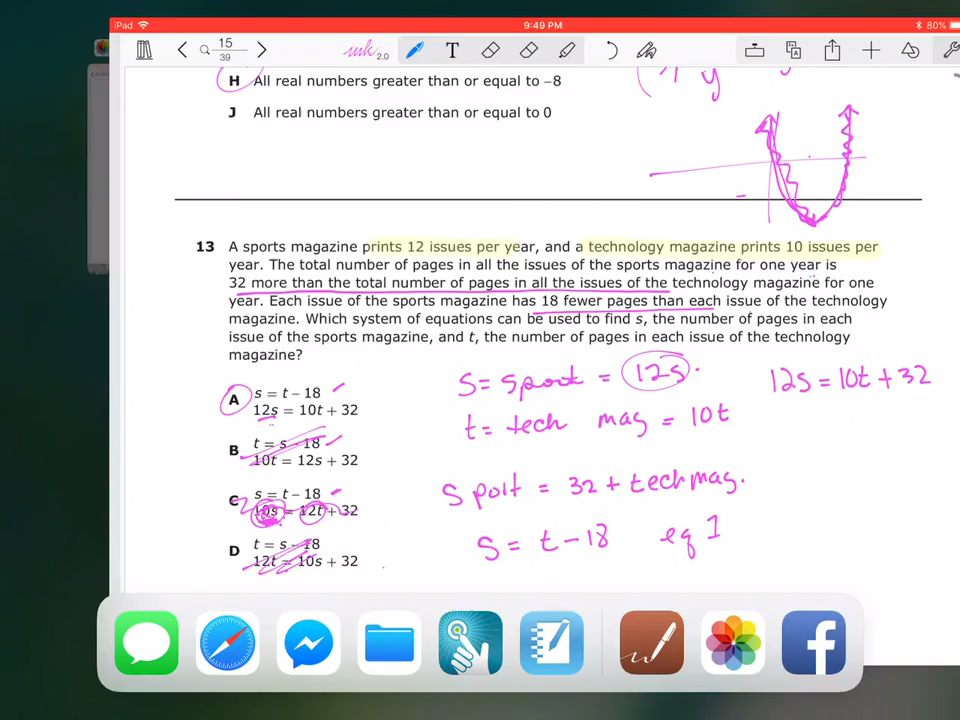 iPad
9:49 PM
80%
15
39
ink 2.0
T
H All real numbers greater than or equal to −8
y
J All real numbers greater than or equal to 0
13 A sports magazine prints 12 issues per year, and a technology magazine prints 10 issues per
year. The total number of pages in all the issues of the sports magazine for one year is
32 more than the total number of pages in all the issues of the technology magazine for one
year. Each issue of the sports magazine has 18 fewer pages than each issue of the technology
magazine. Which system of equations can be used to find s, the number of pages in each
issue of the sports magazine, and t, the number of pages in each issue of the technology
magazine?
A s = t − 18
12s = 10t + 32
B t = s − 18
10t = 12s + 32
C s = t − 18
10s = 12t + 32
D t = s − 18
12t = 10s + 32
S = sport = 12s.
12s = 10t + 32
t = tech mag = 10t
Sport = 32 + tech mag.
S = t − 18 eq 1